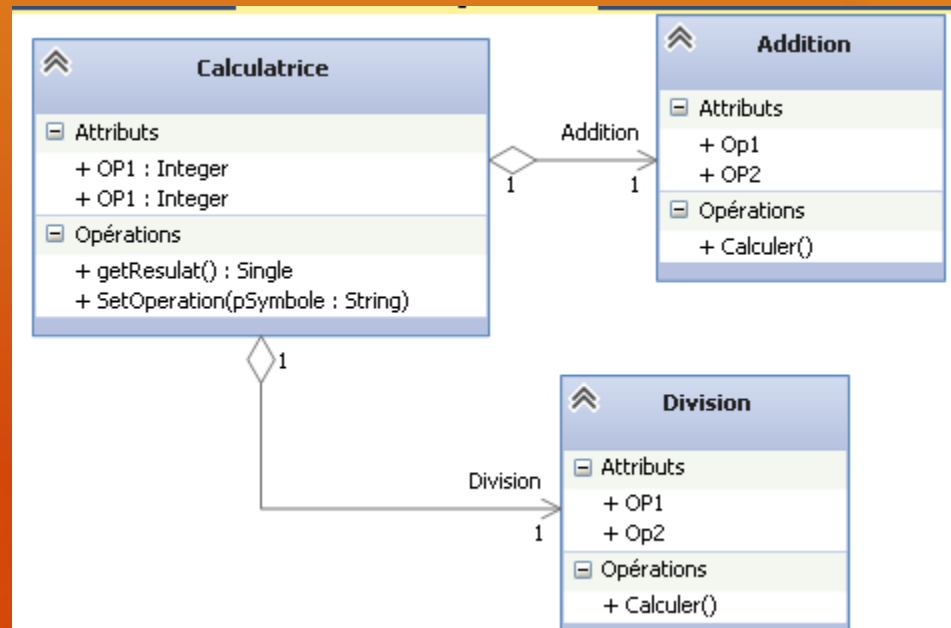 Calculatrice
Attributs
+ OP1 : Integer
+ OP1 : Integer
Opérations
+ getResulat() : Single
+ SetOperation(pSymbole : String)
Addition
1
1
Addition
Attributs
+ Op1
+ OP2
Opérations
+ Calculer()
1
Division
1
Division
Attributs
+ OP1
+ Op2
Opérations
+ Calculer()